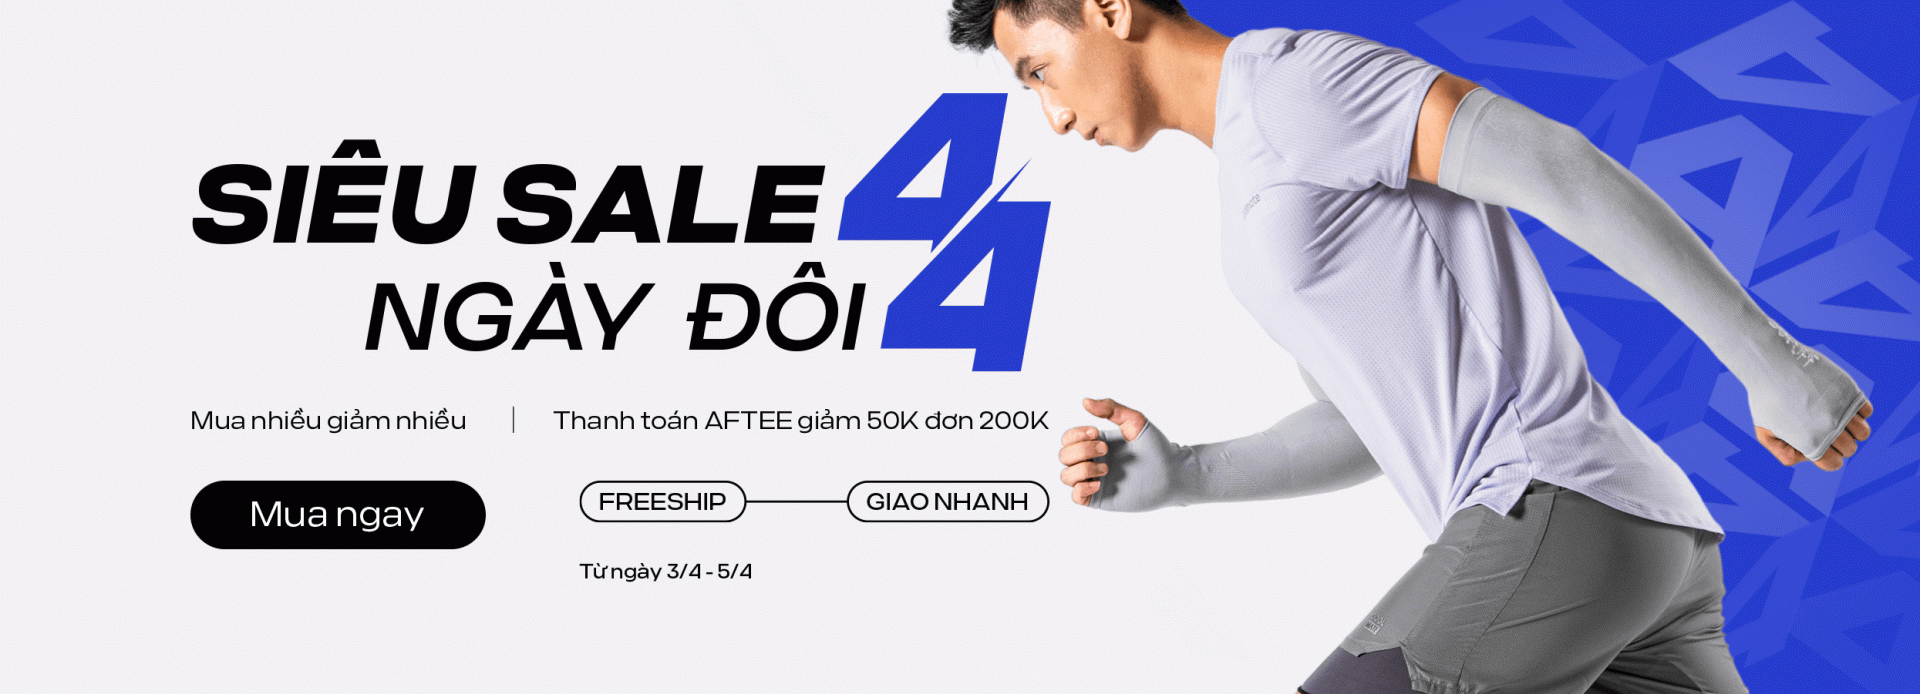 SIÊU SALE 4
NGÀY ĐÔI 4
Mua nhiều giảm nhiều | Thanh toán AFTEE giảm 50K đơn 200K
Mua ngay
FREESHIP GIAO NHANH
Từ ngày 3/4 - 5/4